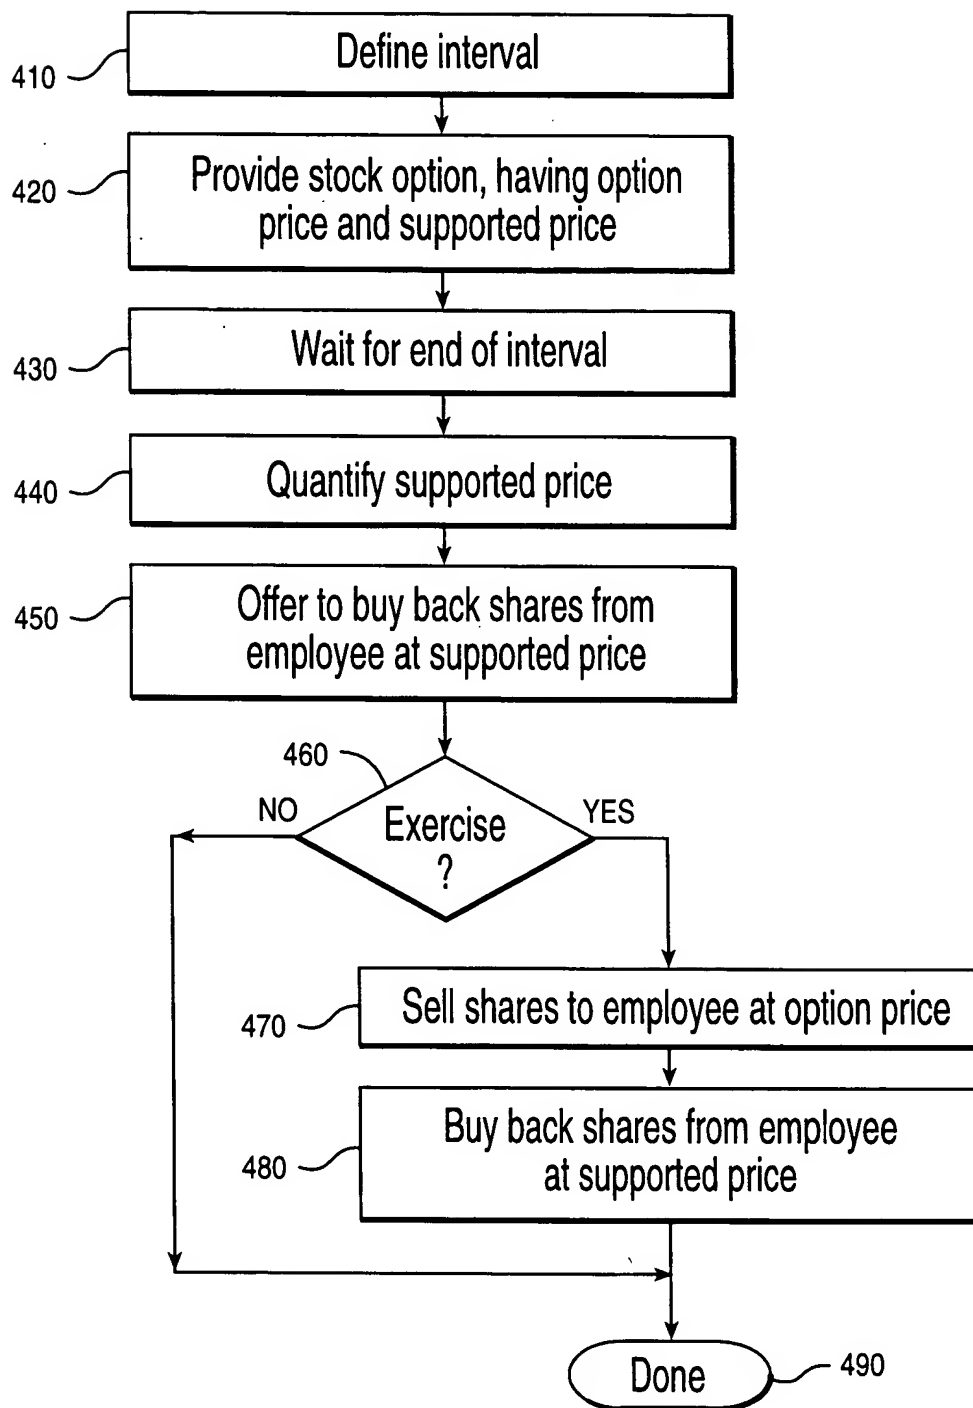 Define interval
410
Provide stock option, having option
price and supported price
420
Wait for end of interval
430
Quantify supported price
440
Offer to buy back shares from
employee at supported price
450
460
NO
YES
Exercise
?
Sell shares to employee at option price
470
Buy back shares from employee
at supported price
480
Done
490